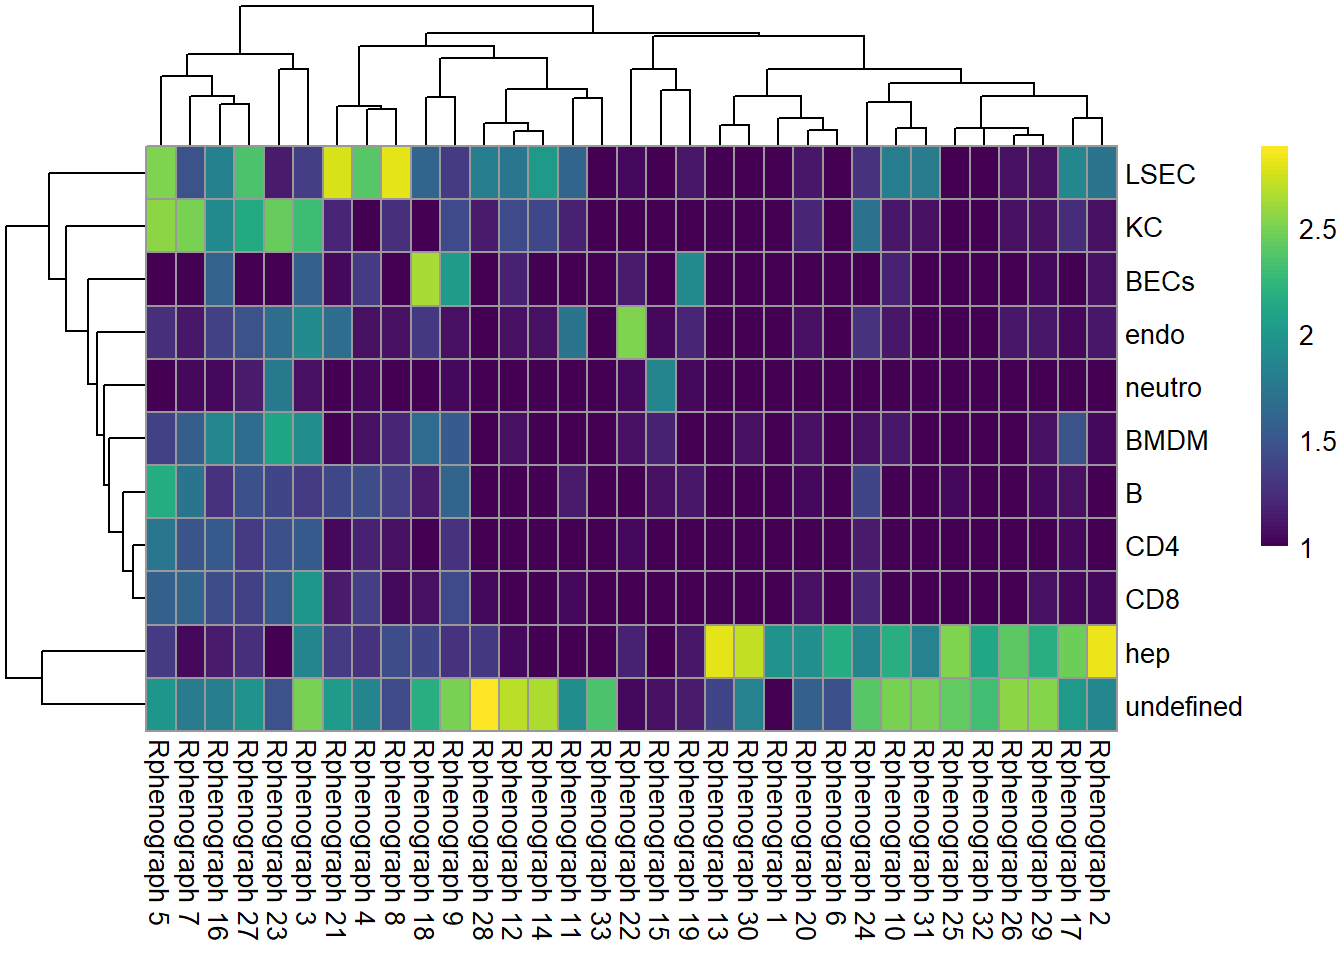 LSEC
KC
BECs
endo
neutro
BMDM
B
CD4
CD8
hep
undefined
2.5
2
1.5
1
Rphenograph 5
Rphenograph 7
Rphenograph 16
Rphenograph 27
Rphenograph 23
Rphenograph 3
Rphenograph 21
Rphenograph 4
Rphenograph 8
Rphenograph 18
Rphenograph 9
Rphenograph 28
Rphenograph 12
Rphenograph 14
Rphenograph 11
Rphenograph 33
Rphenograph 22
Rphenograph 15
Rphenograph 19
Rphenograph 13
Rphenograph 30
Rphenograph 1
Rphenograph 20
Rphenograph 6
Rphenograph 24
Rphenograph 10
Rphenograph 31
Rphenograph 25
Rphenograph 32
Rphenograph 26
Rphenograph 29
Rphenograph 17
Rphenograph 2